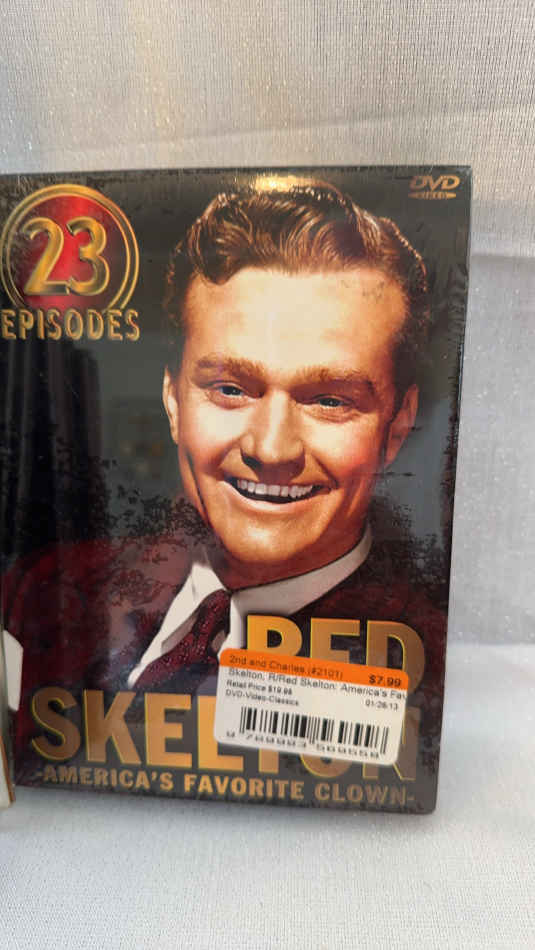 DVD
VIDEO
23
EPISODES
RED
2nd and Charles (#2101) $7.99
Skelton, R/Red Skelton: America's Fav
Retail Price $19.98 01/26/13
DVD-Video-Classics
SKELTON
-AMERICA'S FAVORITE CLOWN-